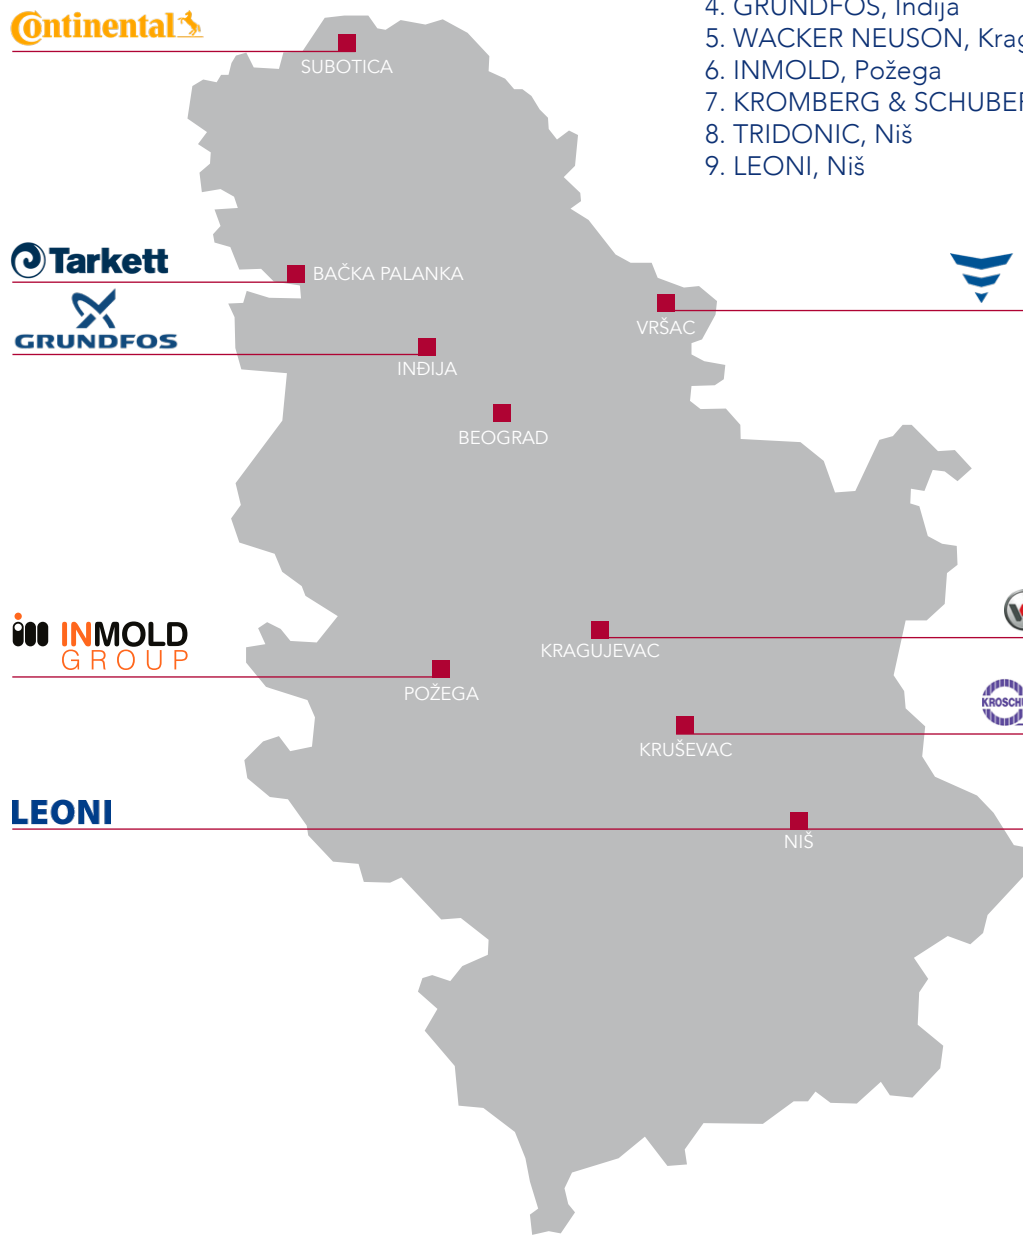 Continental
4. GRUNDFOS, Inđija
5. WACKER NEUSON, Krag
6. INMOLD, Požega
7. KROMBERG & SCHUBER
8. TRIDONIC, Niš
9. LEONI, Niš
SUBOTICA
Tarkett
BAČKA PALANKA
GRUNDFOS
VRŠAC
INĐIJA
BEOGRAD
INMOLD
GROUP
KRAGUJEVAC
POŽEGA
KROSCHU
KRUŠEVAC
LEONI
NIŠ